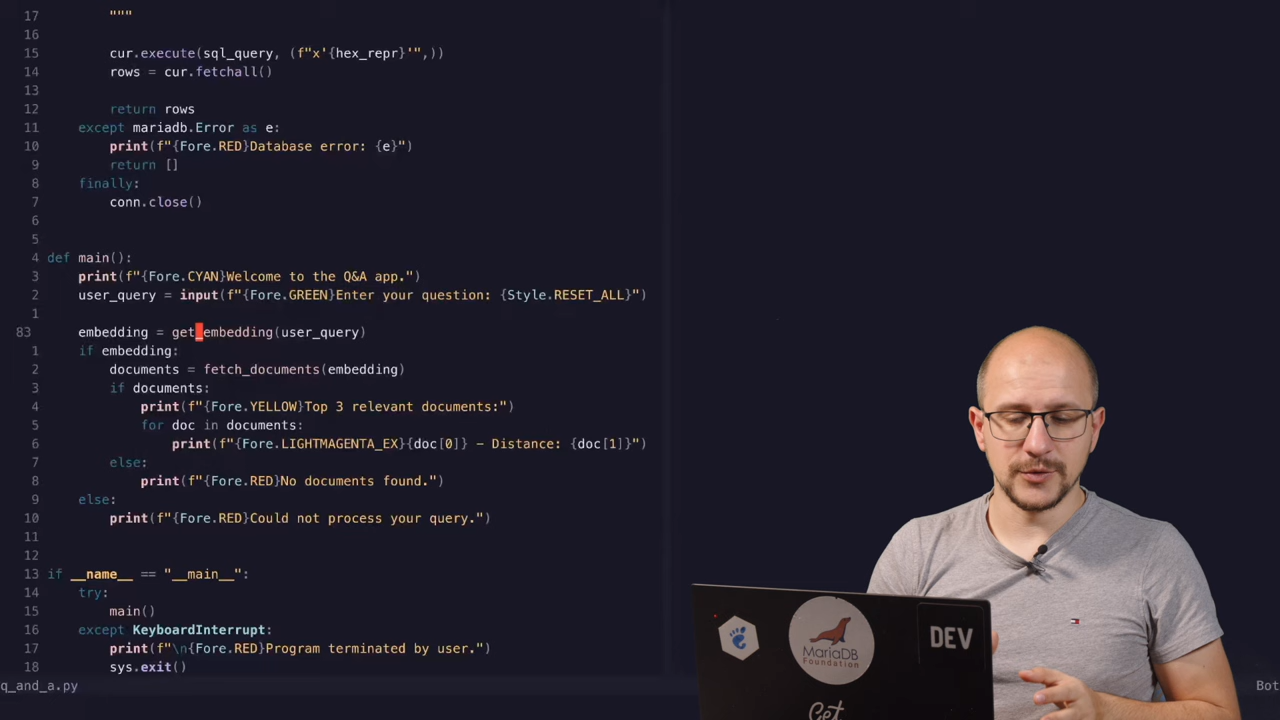 17 """
16
15 cur.execute(sql_query, (f"x'{hex_repr}'",))
14 rows = cur.fetchall()
13
12 return rows
11 except mariadb.Error as e:
10 print(f"{Fore.RED}Database error: {e}")
9 return []
8 finally:
7 conn.close()
6
5
4 def main():
3 print(f"{Fore.CYAN}Welcome to the Q&A app.")
2 user_query = input(f"{Fore.GREEN}Enter your question: {Style.RESET_ALL}")
1
83 embedding = get_embedding(user_query)
1 if embedding:
2 documents = fetch_documents(embedding)
3 if documents:
4 print(f"{Fore.YELLOW}Top 3 relevant documents:")
5 for doc in documents:
6 print(f"{Fore.LIGHTMAGENTA_EX}{doc[0]} - Distance: {doc[1]}")
7 else:
8 print(f"{Fore.RED}No documents found.")
9 else:
10 print(f"{Fore.RED}Could not process your query.")
11
12
13 if __name__ == "__main__":
14 try:
15 main()
16 except KeyboardInterrupt:
17 print(f"\n{Fore.RED}Program terminated by user.")
18 sys.exit()
q_and_a.py Bot
MariaDB
Foundation
DEV
Get